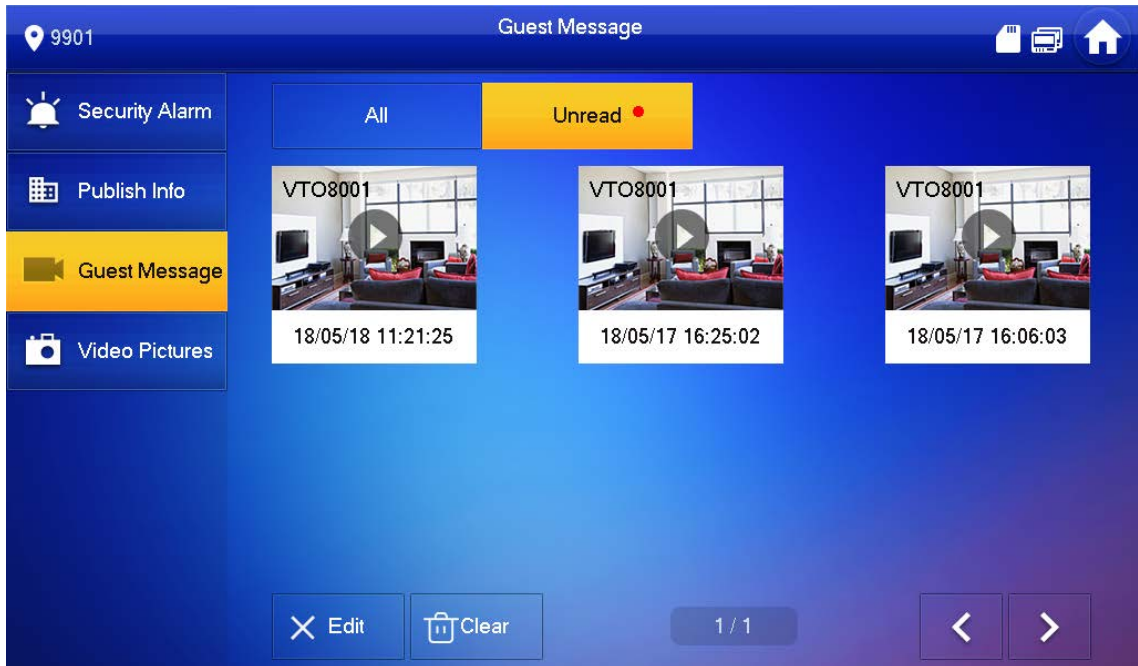 9901
Guest Message
Security Alarm
Publish Info
Guest Message
Video Pictures
All
Unread
VTO8001
VTO8001
VTO8001
18/05/18 11:21:25
18/05/17 16:25:02
18/05/17 16:06:03
Edit
Clear
1 / 1